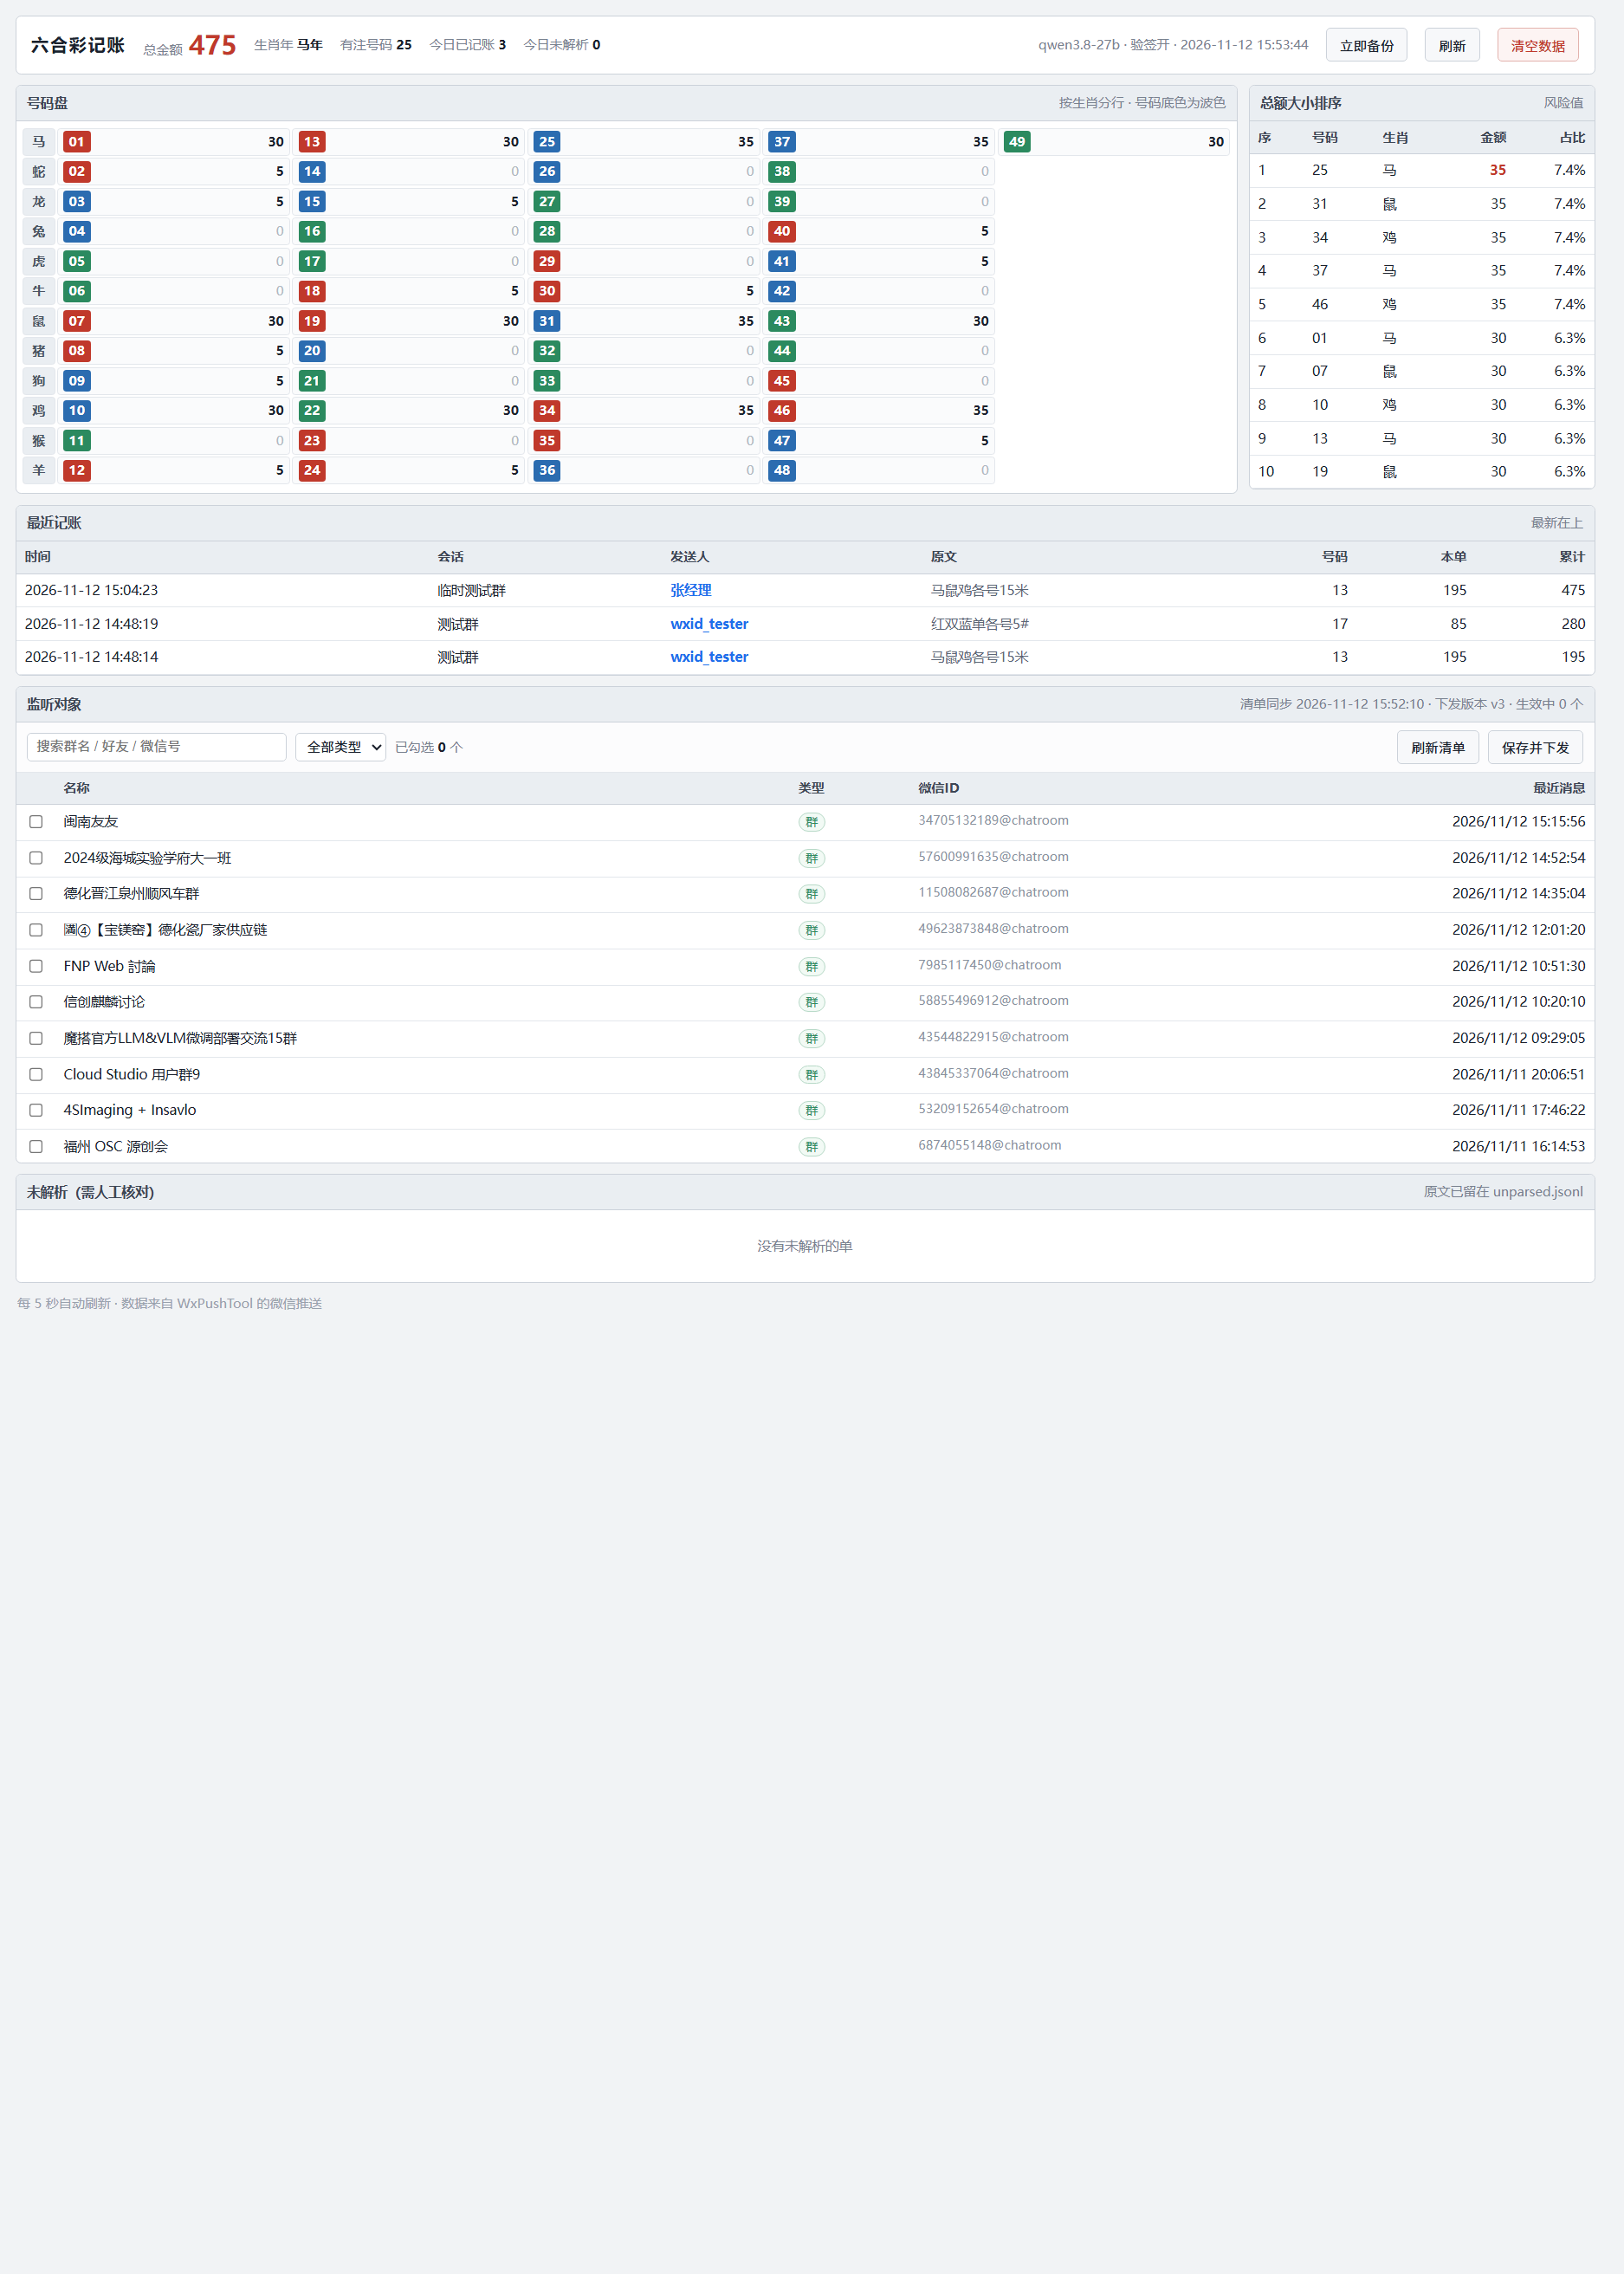 六合彩记账 总金额 475 生肖年 马年 有注号码 25 今日已记账 3 今日未解析 0 qwen3.8-27b · 验签开 · 2026-11-12 15:53:44 立即备份 刷新 清空数据
号码盘 按生肖分行 · 号码底色为波色
马 01 30 13 30 25 35 37 35 49 30
蛇 02 5 14 0 26 0 38 0
龙 03 5 15 5 27 0 39 0
兔 04 0 16 0 28 0 40 5
虎 05 0 17 0 29 0 41 5
牛 06 0 18 5 30 5 42 0
鼠 07 30 19 30 31 35 43 30
猪 08 5 20 0 32 0 44 0
狗 09 5 21 0 33 0 45 0
鸡 10 30 22 30 34 35 46 35
猴 11 0 23 0 35 0 47 5
羊 12 5 24 5 36 0 48 0
总额大小排序 风险值
序 号码 生肖 金额 占比
1 25 马 35 7.4%
2 31 鼠 35 7.4%
3 34 鸡 35 7.4%
4 37 马 35 7.4%
5 46 鸡 35 7.4%
6 01 马 30 6.3%
7 07 鼠 30 6.3%
8 10 鸡 30 6.3%
9 13 马 30 6.3%
10 19 鼠 30 6.3%
最近记账 最新在上
时间 会话 发送人 原文 号码 本单 累计
2026-11-12 15:04:23 临时测试群 张经理 马鼠鸡各号15米 13 195 475
2026-11-12 14:48:19 测试群 wxid_tester 红双蓝单各号5# 17 85 280
2026-11-12 14:48:14 测试群 wxid_tester 马鼠鸡各号15米 13 195 195
监听对象 清单同步 2026-11-12 15:52:10 · 下发版本 v3 · 生效中 0 个
搜索群名 / 好友 / 微信号 全部类型 已勾选 0 个 刷新清单 保存并下发
名称 类型 微信ID 最近消息
闽南友友 群 34705132189@chatroom 2026/11/12 15:15:56
2024级海城实验学府大一班 群 57600991635@chatroom 2026/11/12 14:52:54
德化晋江泉州顺风车群 群 11508082687@chatroom 2026/11/12 14:35:04
满④【宝镁窑】德化瓷厂家供应链 群 49623873848@chatroom 2026/11/12 12:01:20
FNP Web 討論 群 7985117450@chatroom 2026/11/12 10:51:30
信创麒麟讨论 群 58855496912@chatroom 2026/11/12 10:20:10
魔搭官方LLM&VLM微调部署交流15群 群 43544822915@chatroom 2026/11/12 09:29:05
Cloud Studio 用户群9 群 43845337064@chatroom 2026/11/11 20:06:51
4SImaging + Insavlo 群 53209152654@chatroom 2026/11/11 17:46:22
福州 OSC 源创会 群 6874055148@chatroom 2026/11/11 16:14:53
未解析（需人工核对） 原文已留在 unparsed.jsonl
没有未解析的单
每 5 秒自动刷新 · 数据来自 WxPushTool 的微信推送